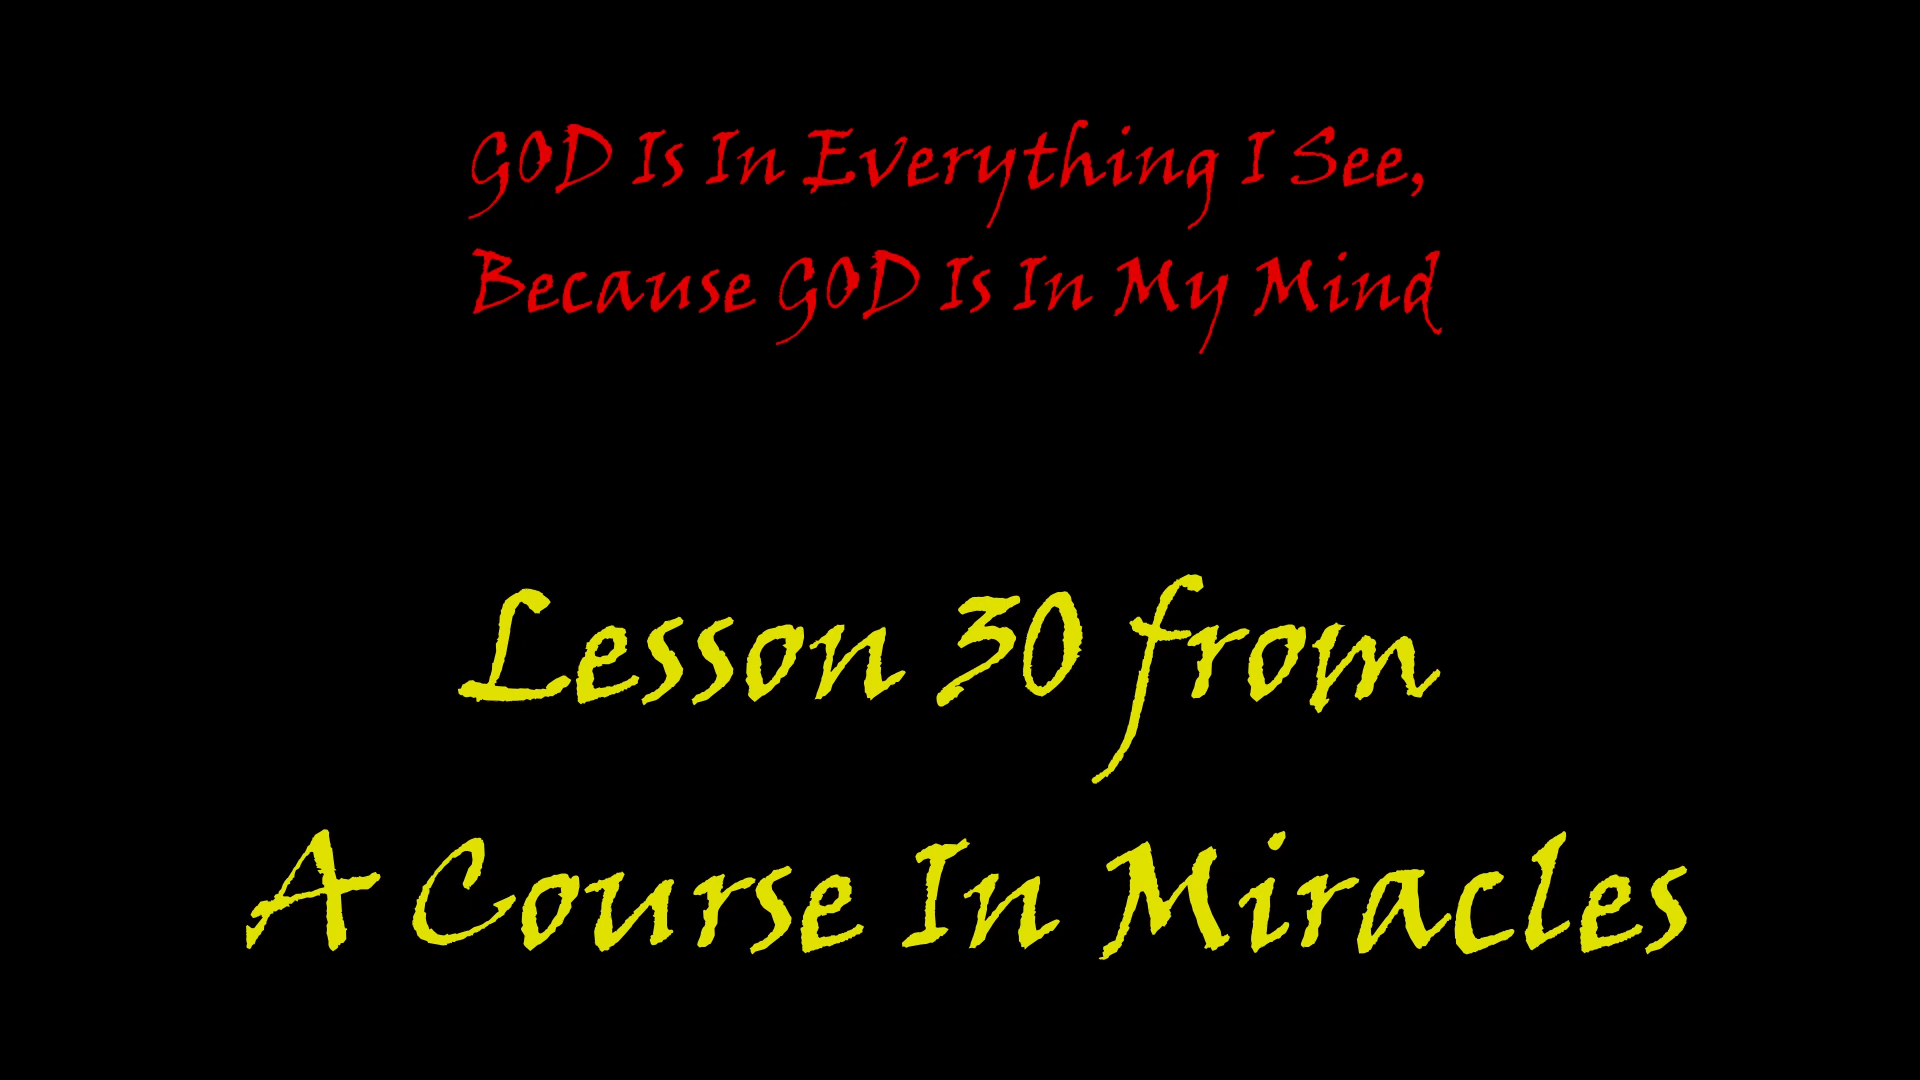 GOD Is In Everything I See,
Because GOD Is In My Mind
Lesson 30 from
A Course In Miracles